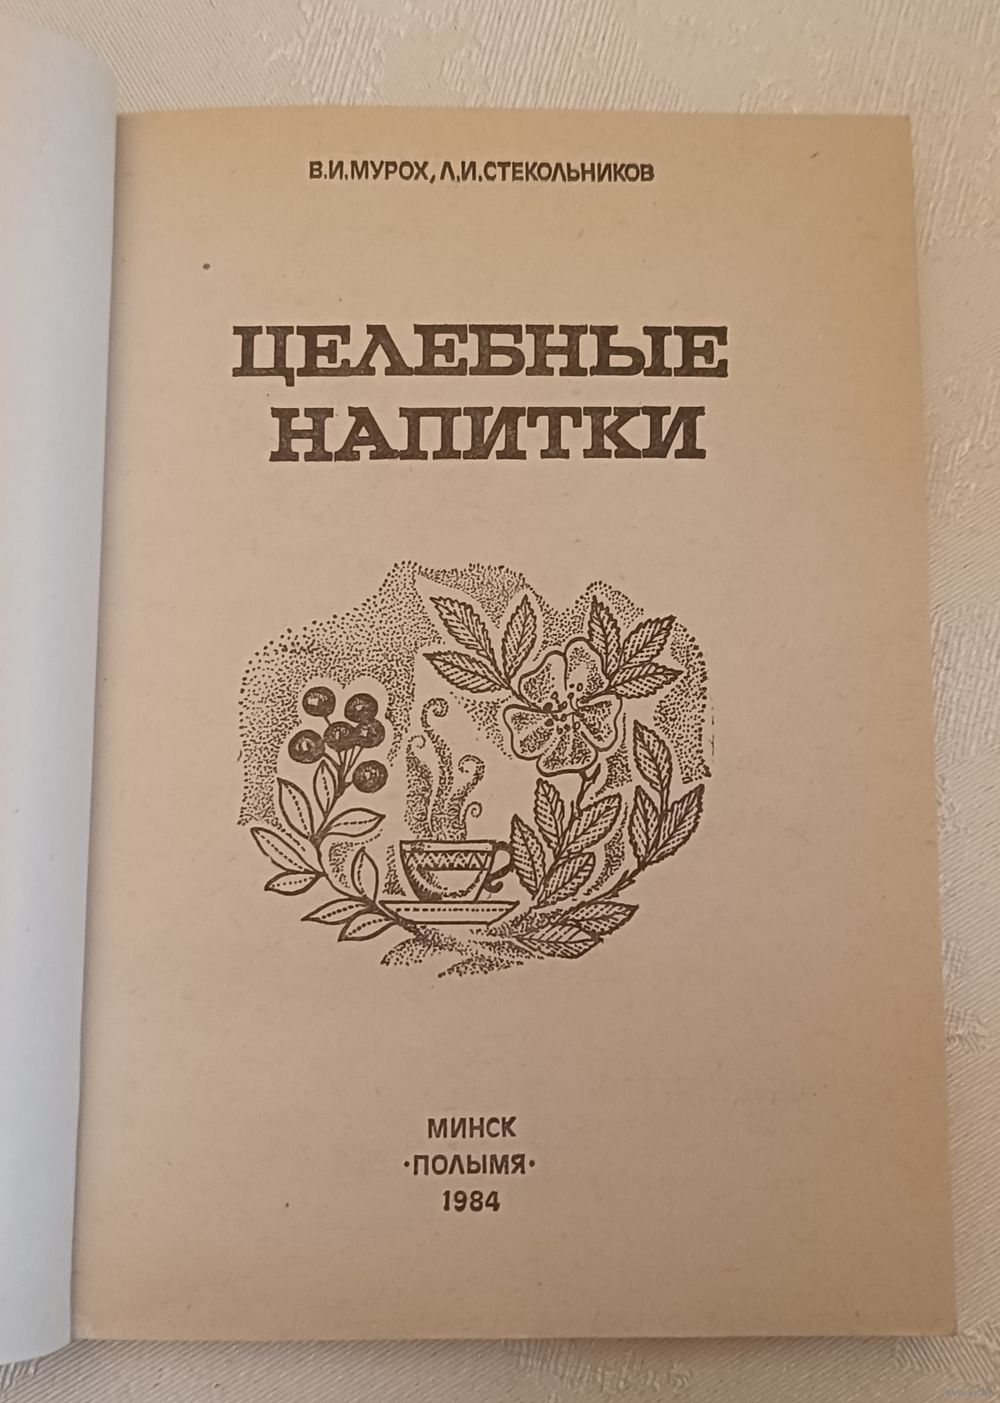 В.И.МУРОХ, Л.И.СТЕКОЛЬНИКОВ
ЦЕЛЕБНЫЕ
НАПИТКИ
МИНСК
·ПОЛЫМЯ·
1984